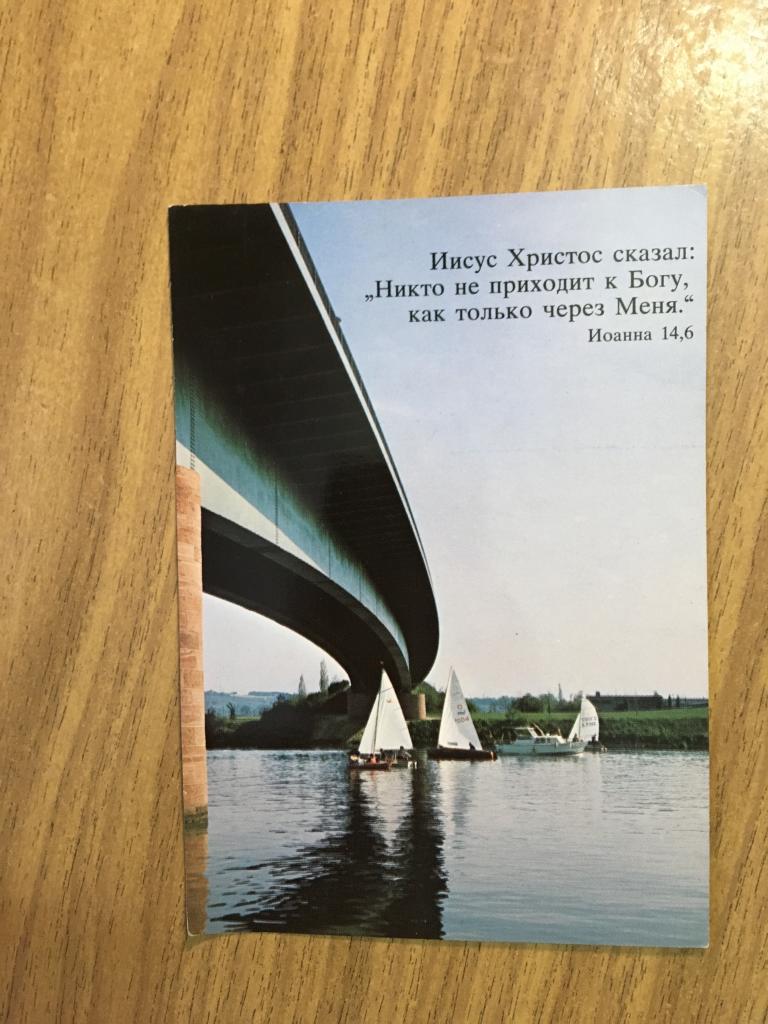 Иисус Христос сказал:
„Никто не приходит к Богу,
как только через Меня.“
Иоанна 14,6